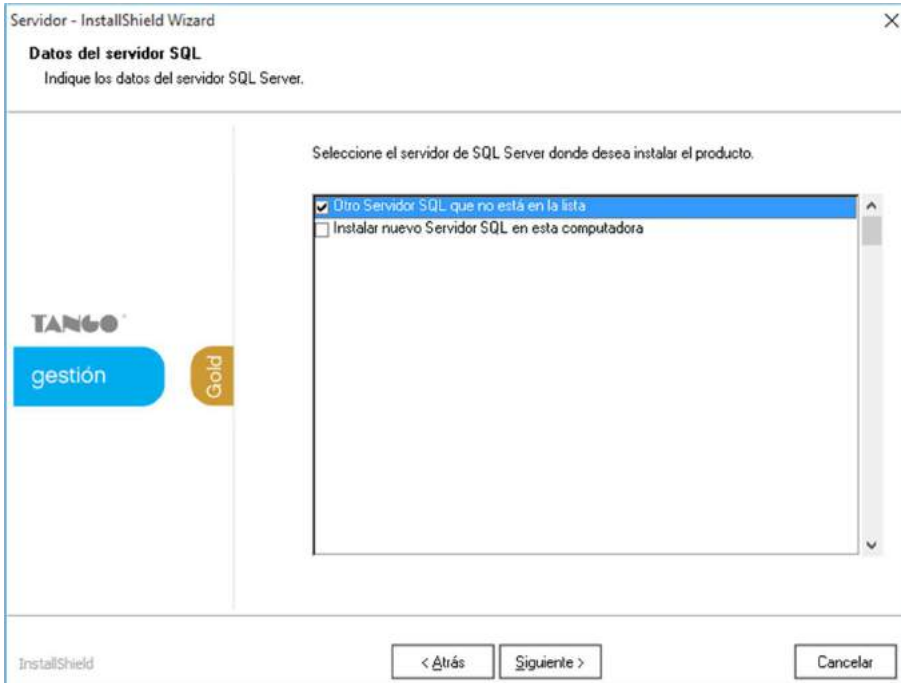 Servidor - InstallShield Wizard
Datos del servidor SQL
Indique los datos del servidor SQL Server.
Seleccione el servidor de SQL Server donde desea instalar el producto.
Otro Servidor SQL que no está en la lista
Instalar nuevo Servidor SQL en esta computadora
TANGO
gestión
Gold
InstallShield
< Atrás
Siguiente >
Cancelar